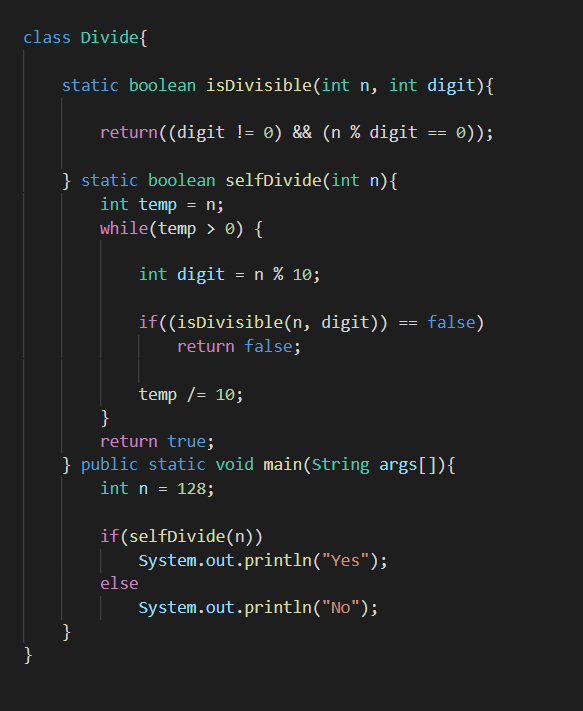 class Divide{
static boolean isDivisible(int n, int digit){
return((digit != 0) && (n % digit == 0));
} static boolean selfDivide(int n){
int temp = n;
while(temp > 0) {
int digit = n % 10;
if((isDivisible(n, digit)) == false)
return false;
temp /= 10;
}
return true;
} public static void main(String args[]){
int n = 128;
if(selfDivide(n))
System.out.println("Yes");
else
System.out.println("No");
}
}